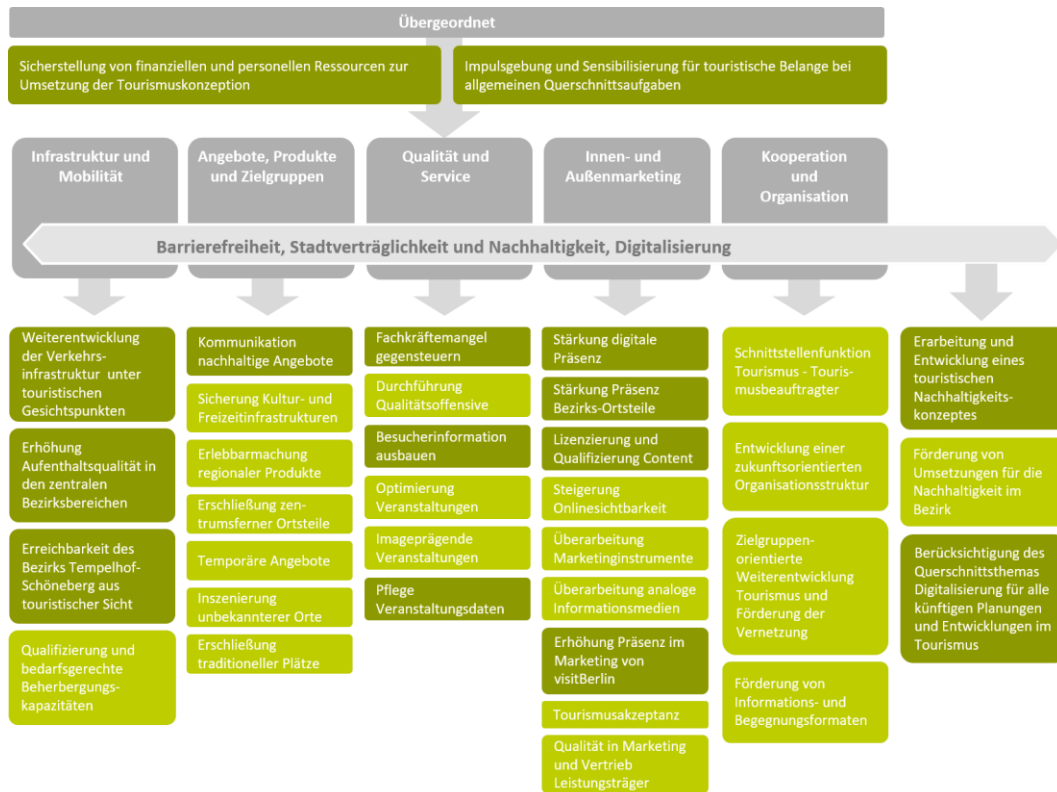 Übergeordnet
Sicherstellung von finanziellen und personellen Ressourcen zur
Umsetzung der Tourismuskonzeption
Impulsgebung und Sensibilisierung für touristische Belange bei
allgemeinen Querschnittsaufgaben
Infrastruktur und
Mobilität
Angebote, Produkte
und Zielgruppen
Qualität und
Service
Innen- und
Außenmarketing
Kooperation
und
Organisation
Barrierefreiheit, Stadtverträglichkeit und Nachhaltigkeit, Digitalisierung
Weiterentwicklung
der Verkehrs-
infrastruktur unter
touristischen
Gesichtspunkten
Erhöhung
Aufenthaltsqualität in
den zentralen
Bezirksbereichen
Erreichbarkeit des
Bezirks Tempelhof-
Schöneberg aus
touristischer Sicht
Qualifizierung und
bedarfsgerechte
Beherbergungs-
kapazitäten
Kommunikation
nachhaltige Angebote
Sicherung Kultur- und
Freizeitinfrastrukturen
Erlebbarmachung
regionaler Produkte
Erschließung zen-
trumsferner Ortsteile
Temporäre Angebote
Inszenierung
unbekannterer Orte
Erschließung
traditioneller Plätze
Fachkräftemangel
gegensteuern
Durchführung
Qualitätsoffensive
Besucherinformation
ausbauen
Optimierung
Veranstaltungen
Imageprägende
Veranstaltungen
Pflege
Veranstaltungsdaten
Stärkung digitale
Präsenz
Stärkung Präsenz
Bezirks-Ortsteile
Lizenzierung und
Qualifizierung Content
Steigerung
Onlinesichtbarkeit
Überarbeitung
Marketinginstrumente
Überarbeitung analoge
Informationsmedien
Erhöhung Präsenz im
Marketing von
visitBerlin
Tourismusakzeptanz
Qualität in Marketing
und Vertrieb
Leistungsträger
Schnittstellenfunktion
Tourismus - Touris-
musbeauftragter
Entwicklung einer
zukunftsorientierten
Organisationsstruktur
Zielgruppen-
orientierte
Weiterentwicklung
Tourismus und
Förderung der
Vernetzung
Förderung von
Informations- und
Begegnungsformaten
Erarbeitung und
Entwicklung eines
touristischen
Nachhaltigkeits-
konzeptes
Förderung von
Umsetzungen für die
Nachhaltigkeit im
Bezirk
Berücksichtigung des
Querschnittsthemas
Digitalisierung für alle
künftigen Planungen
und Entwicklungen im
Tourismus